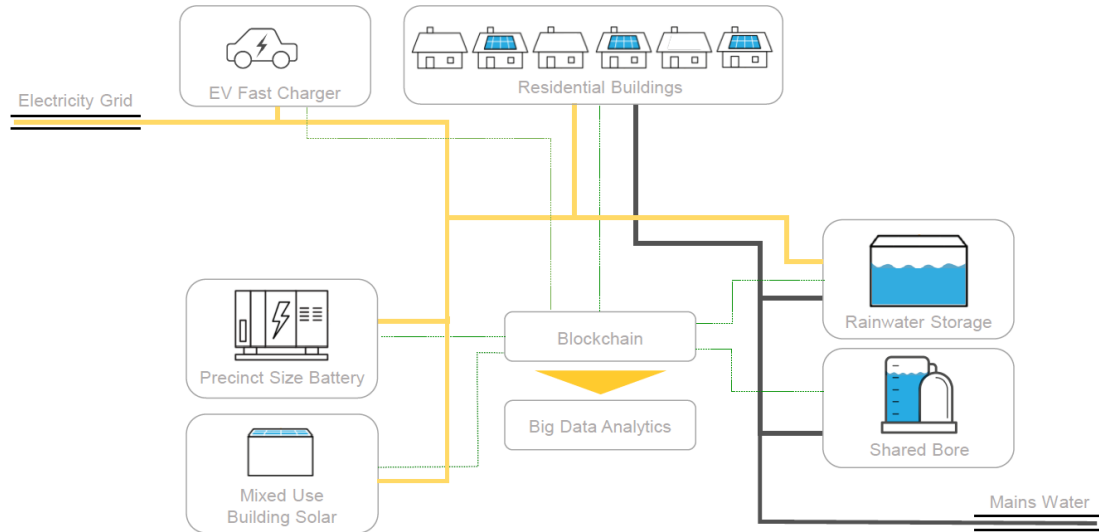 EV Fast Charger
Residential Buildings
Electricity Grid
Rainwater Storage
Blockchain
Precinct Size Battery
Big Data Analytics
Shared Bore
Mixed Use
Building Solar
Mains Water